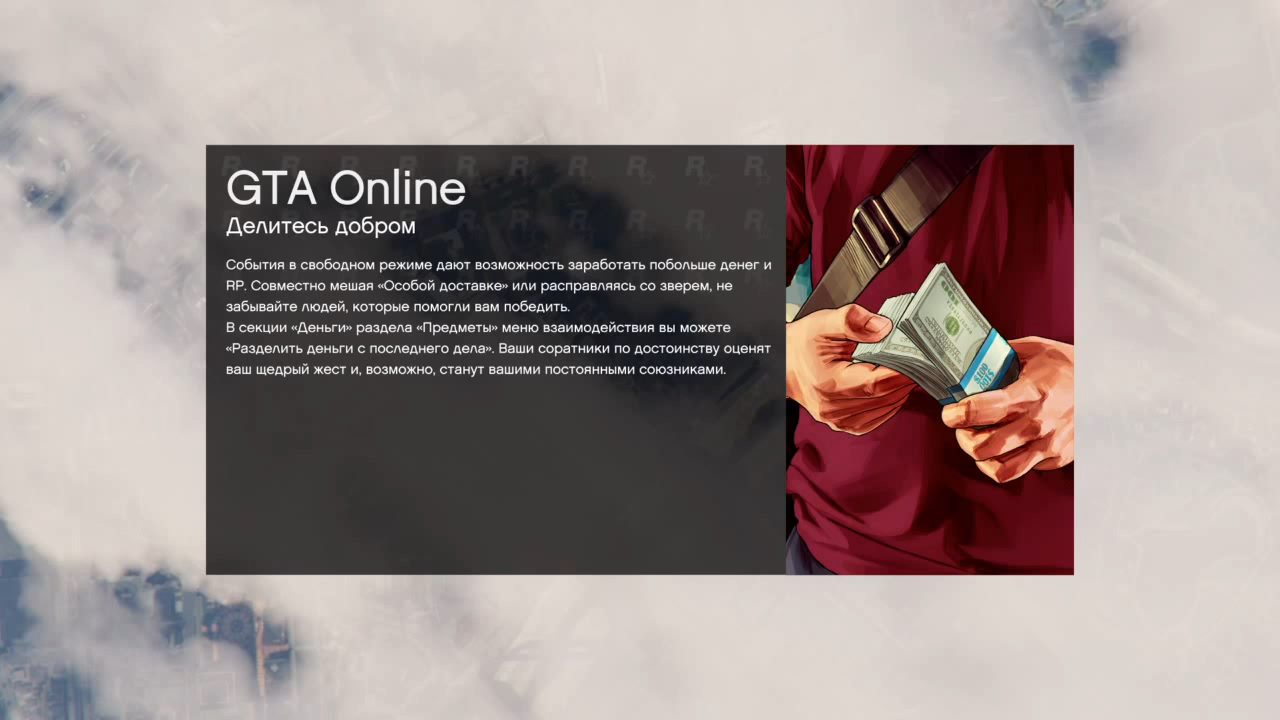 GTA Online
Делитесь добром
События в свободном режиме дают возможность заработать побольше денег и
RP. Совместно мешая «Особой доставке» или расправляясь со зверем, не
забывайте людей, которые помогли вам победить.
В секции «Деньги» раздела «Предметы» меню взаимодействия вы можете
«Разделить деньги с последнего дела». Ваши соратники по достоинству оценят
ваш щедрый жест и, возможно, станут вашими постоянными союзниками.